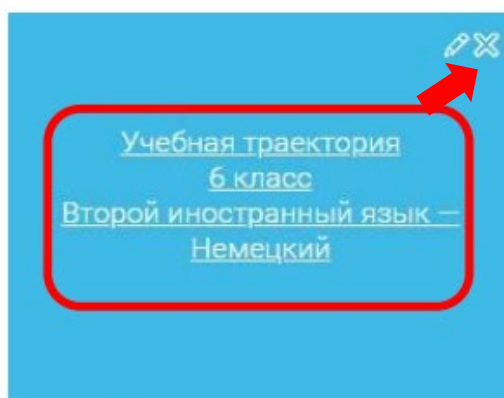 Учебная траектория
6 класс
Второй иностранный язык —
Немецкий